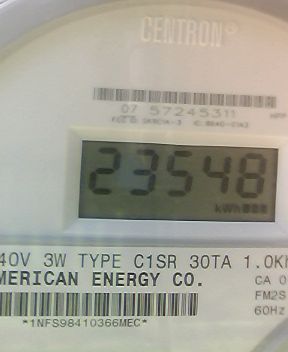 CENTRON®
07 57245311
23548
kWh
40V 3W TYPE C1SR 30TA 1.0K
MERICAN ENERGY CO.
CA 0
FM2S
60Hz
*1NFS98410366MEC*